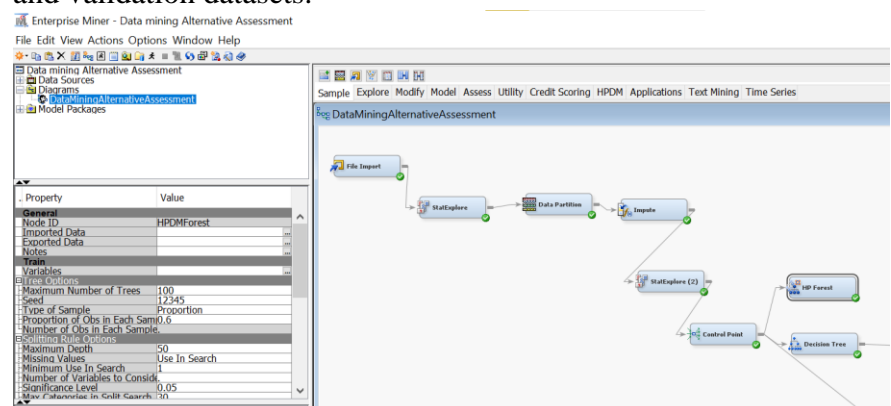 and validation datasets.
Enterprise Miner - Data mining Alternative Assessment
File Edit View Actions Options Window Help
Data mining Alternative Assessment
Data Sources
Diagrams
DataMiningAlternativeAssessment
Model Packages
Sample Explore Modify Model Assess Utility Credit Scoring HPDM Applications Text Mining Time Series
DataMiningAlternativeAssessment
File Import
StatExplore
Data Partition
Impute
StatExplore (2)
HP Forest
Control Point
Decision Tree
. Property Value
General
Node ID HPDMForest
Imported Data ...
Exported Data ...
Notes ...
Train
Variables ...
Tree Options
Maximum Number of Trees 100
Seed 12345
Type of Sample Proportion
Proportion of Obs in Each Sam 0.6
Number of Obs in Each Sample.
Splitting Rule Options
Maximum Depth 50
Missing Values Use In Search
Minimum Use In Search 1
Number of Variables to Conside.
Significance Level 0.05
Max Categories in Split Search 30